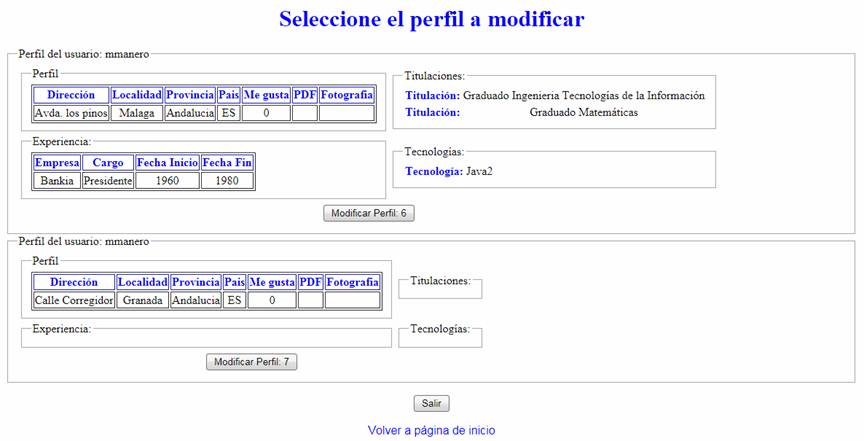 Seleccione el perfil a modificar
Perfil del usuario: mmanero
Perfil
Dirección Localidad Provincia Pais Me gusta PDF Fotografia
Avda. los pinos Malaga Andalucia ES 0
Titulaciones:
Titulación: Graduado Ingenieria Tecnologías de la Información
Titulación: Graduado Matemáticas
Experiencia:
Empresa Cargo Fecha Inicio Fecha Fin
Bankia Presidente 1960 1980
Tecnologías:
Tecnología: Java2
Modificar Perfil: 6
Perfil del usuario: mmanero
Perfil
Dirección Localidad Provincia Pais Me gusta PDF Fotografia
Calle Corregidor Granada Andalucia ES 0
Titulaciones:
Experiencia:
Tecnologías:
Modificar Perfil: 7
Salir
Volver a página de inicio